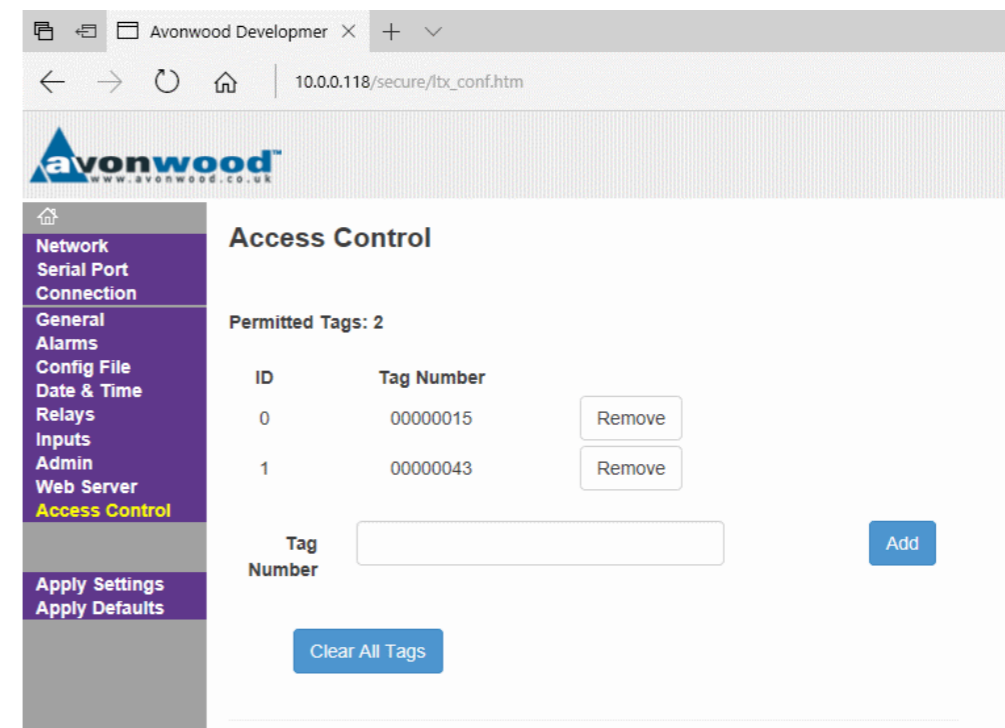 Avonwood Developmer
10.0.0.118/secure/ltx_conf.htm
avonwood™
www.avonwood.co.uk
Network
Serial Port
Connection
General
Alarms
Config File
Date & Time
Relays
Inputs
Admin
Web Server
Access Control
Apply Settings
Apply Defaults
Access Control
Permitted Tags: 2
ID Tag Number
0 00000015 Remove
1 00000043 Remove
Tag Number Add
Clear All Tags